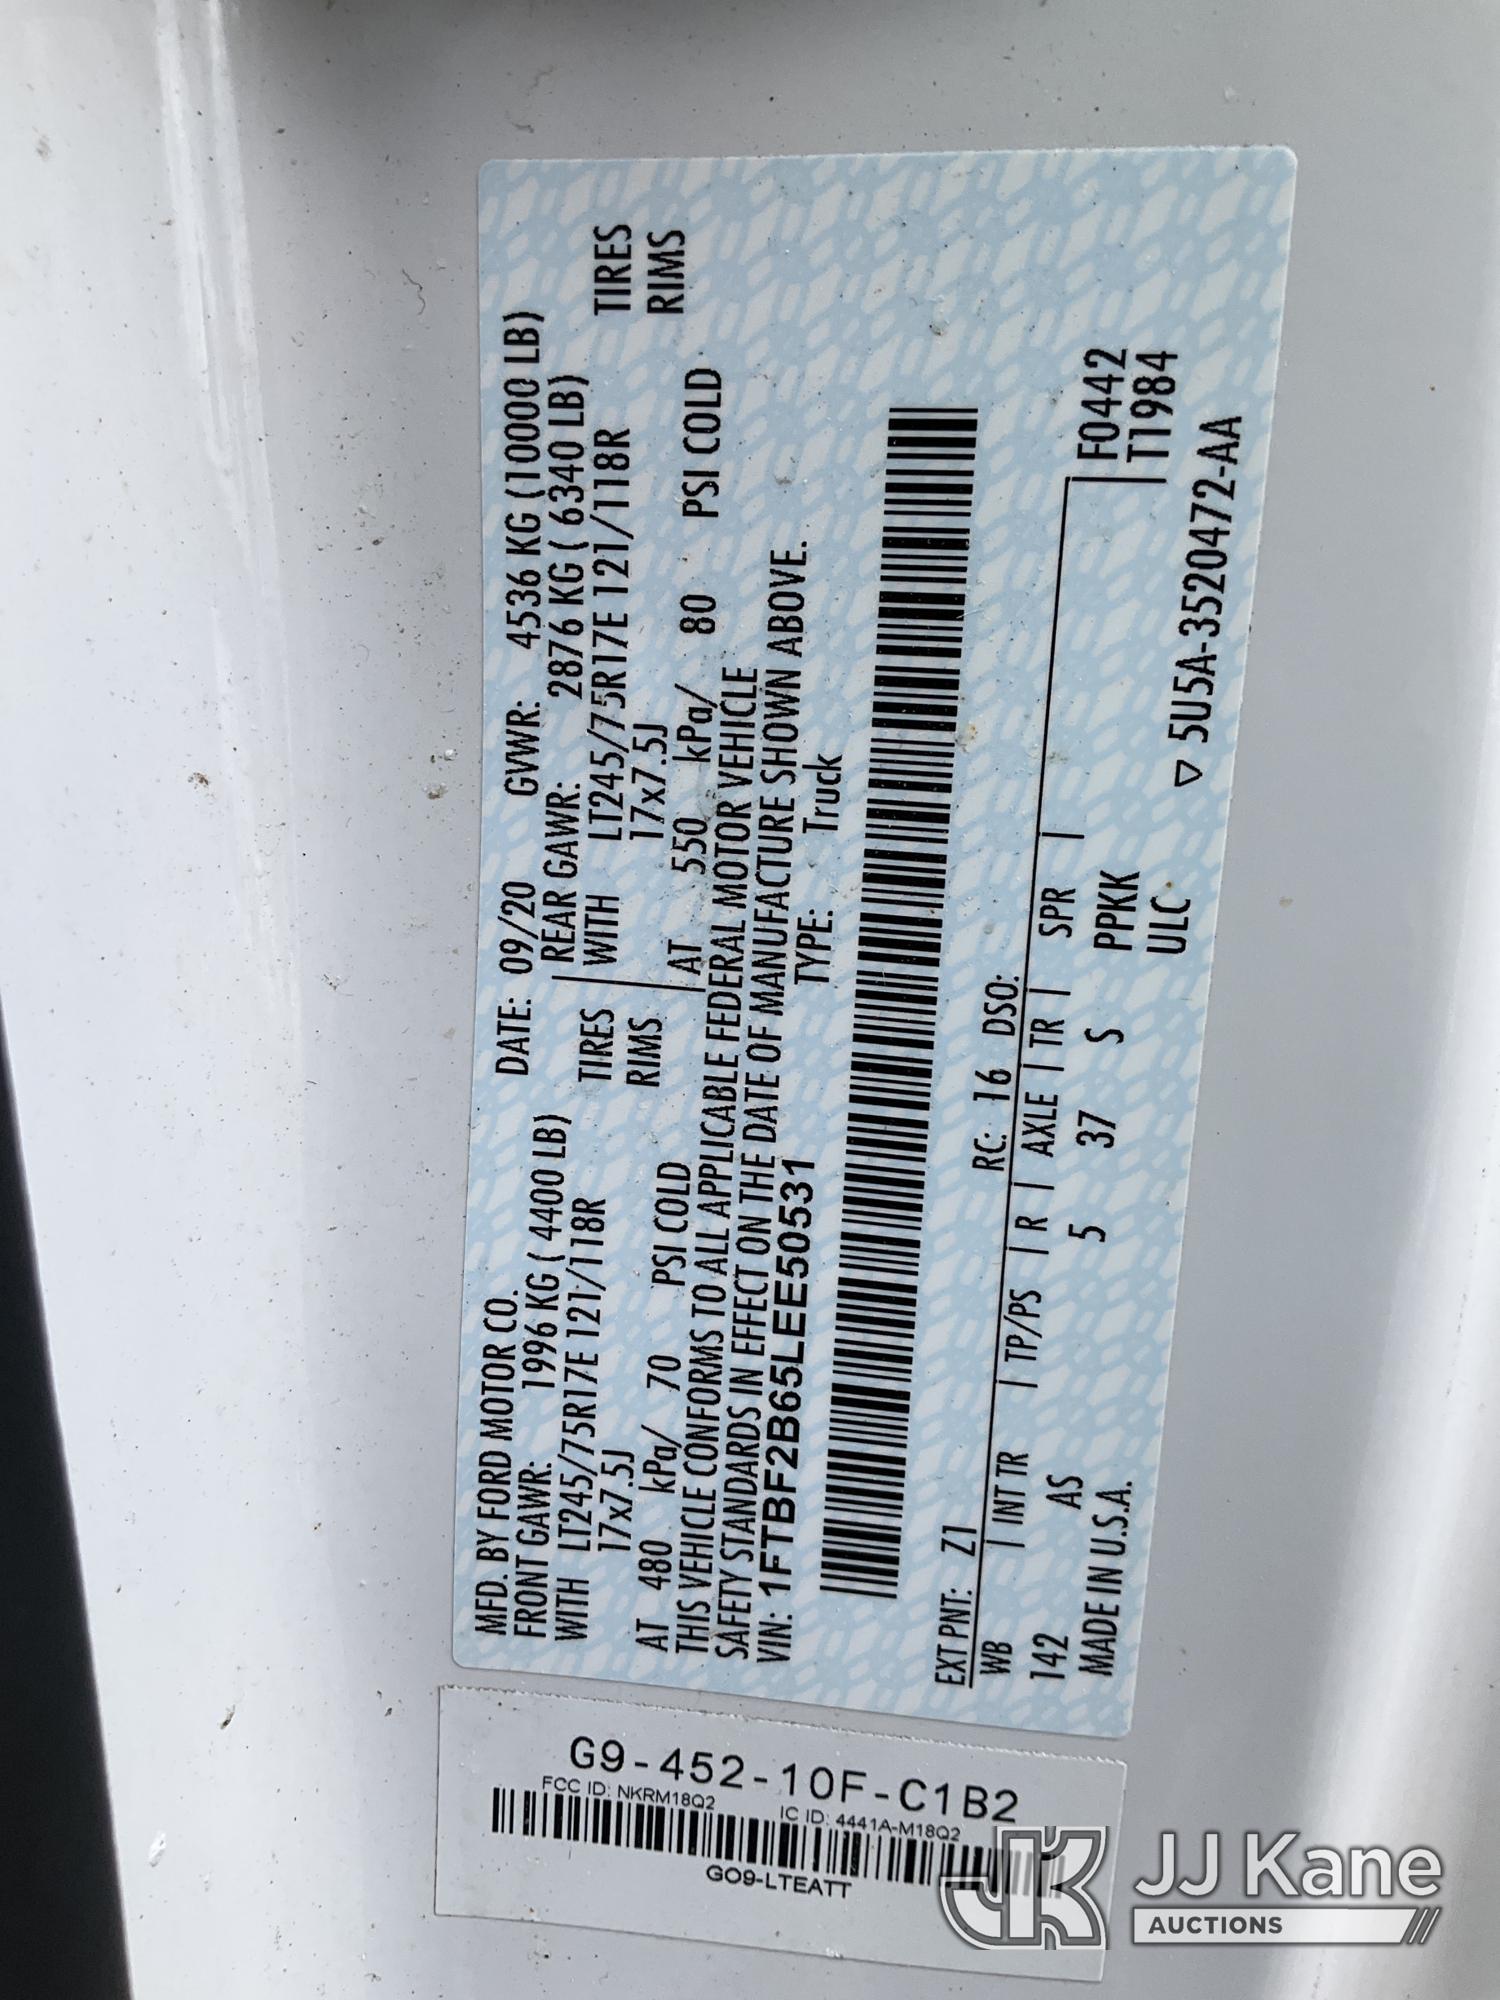 MFD. BY FORD MOTOR CO.
DATE: 09/20 GVWR: 4536 KG (10000 LB)
FRONT GAWR: 1996 KG ( 4400 LB) REAR GAWR: 2876 KG ( 6340 LB)
WITH LT245/75R17E 121/118R TIRES WITH LT245/75R17E 121/118R TIRES
17x7.5J RIMS 17x7.5J RIMS
AT 480 kPa/ 70 PSI COLD AT 550 kPa/ 80 PSI COLD
THIS VEHICLE CONFORMS TO ALL APPLICABLE FEDERAL MOTOR VEHICLE
SAFETY STANDARDS IN EFFECT ON THE DATE OF MANUFACTURE SHOWN ABOVE.
VIN: 1FTBF2B65LEE50531 TYPE: Truck
EXT PNT: Z1 RC: 16 DSO:
WB INT TR TP/PS R AXLE TR SPR F0442
142 AS 5 37 S PPKK T1984
MADE IN U.S.A. ULC ▽ 5U5A-3520472-AA
G9-452-10F-C1B2
FCC ID: NKRM18Q2 IC ID: 4441A-M18Q2
GO9-LTEATT
JK JJ Kane
AUCTIONS